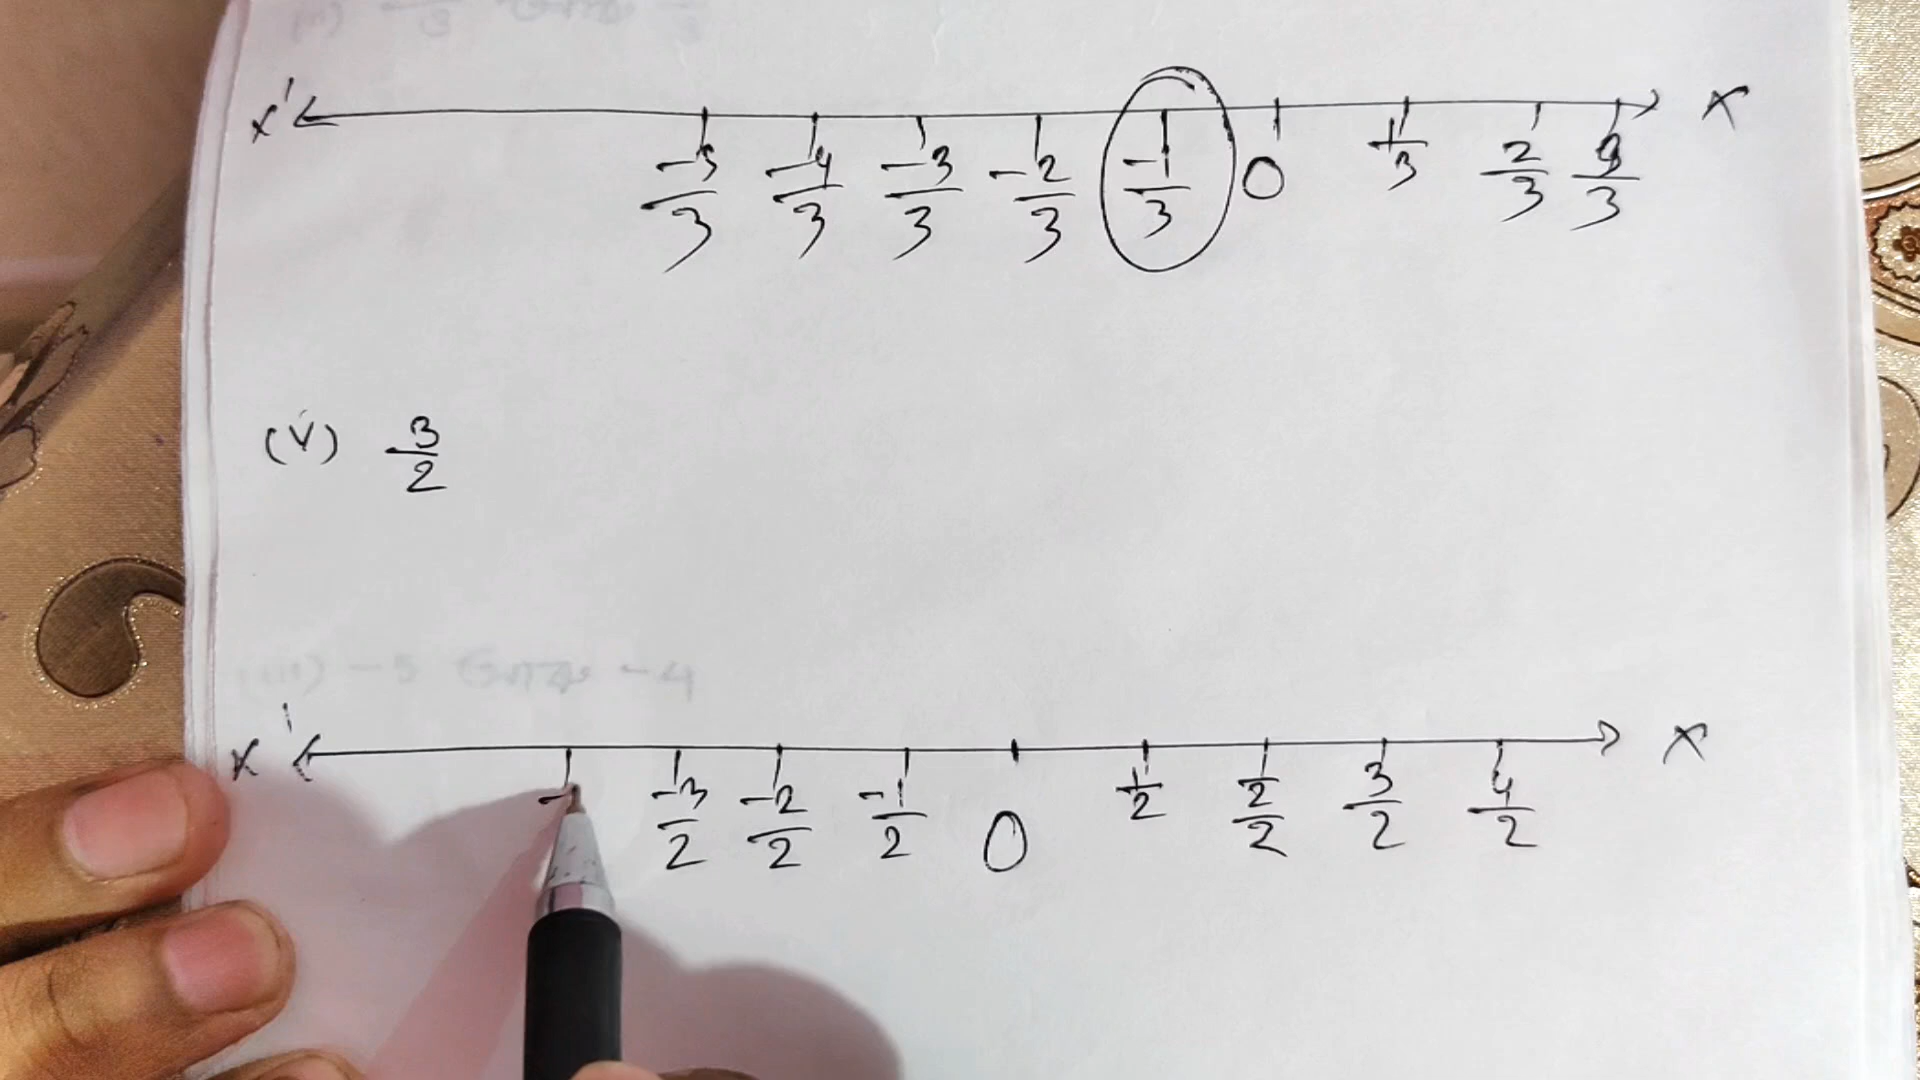 X' X
-5/3 -4/3 -3/3 -2/3 -1/3 0 1/3 2/3 3/3
(V) 3/2
X' X
- -3/2 -2/2 -1/2 0 1/2 2/2 3/2 4/2